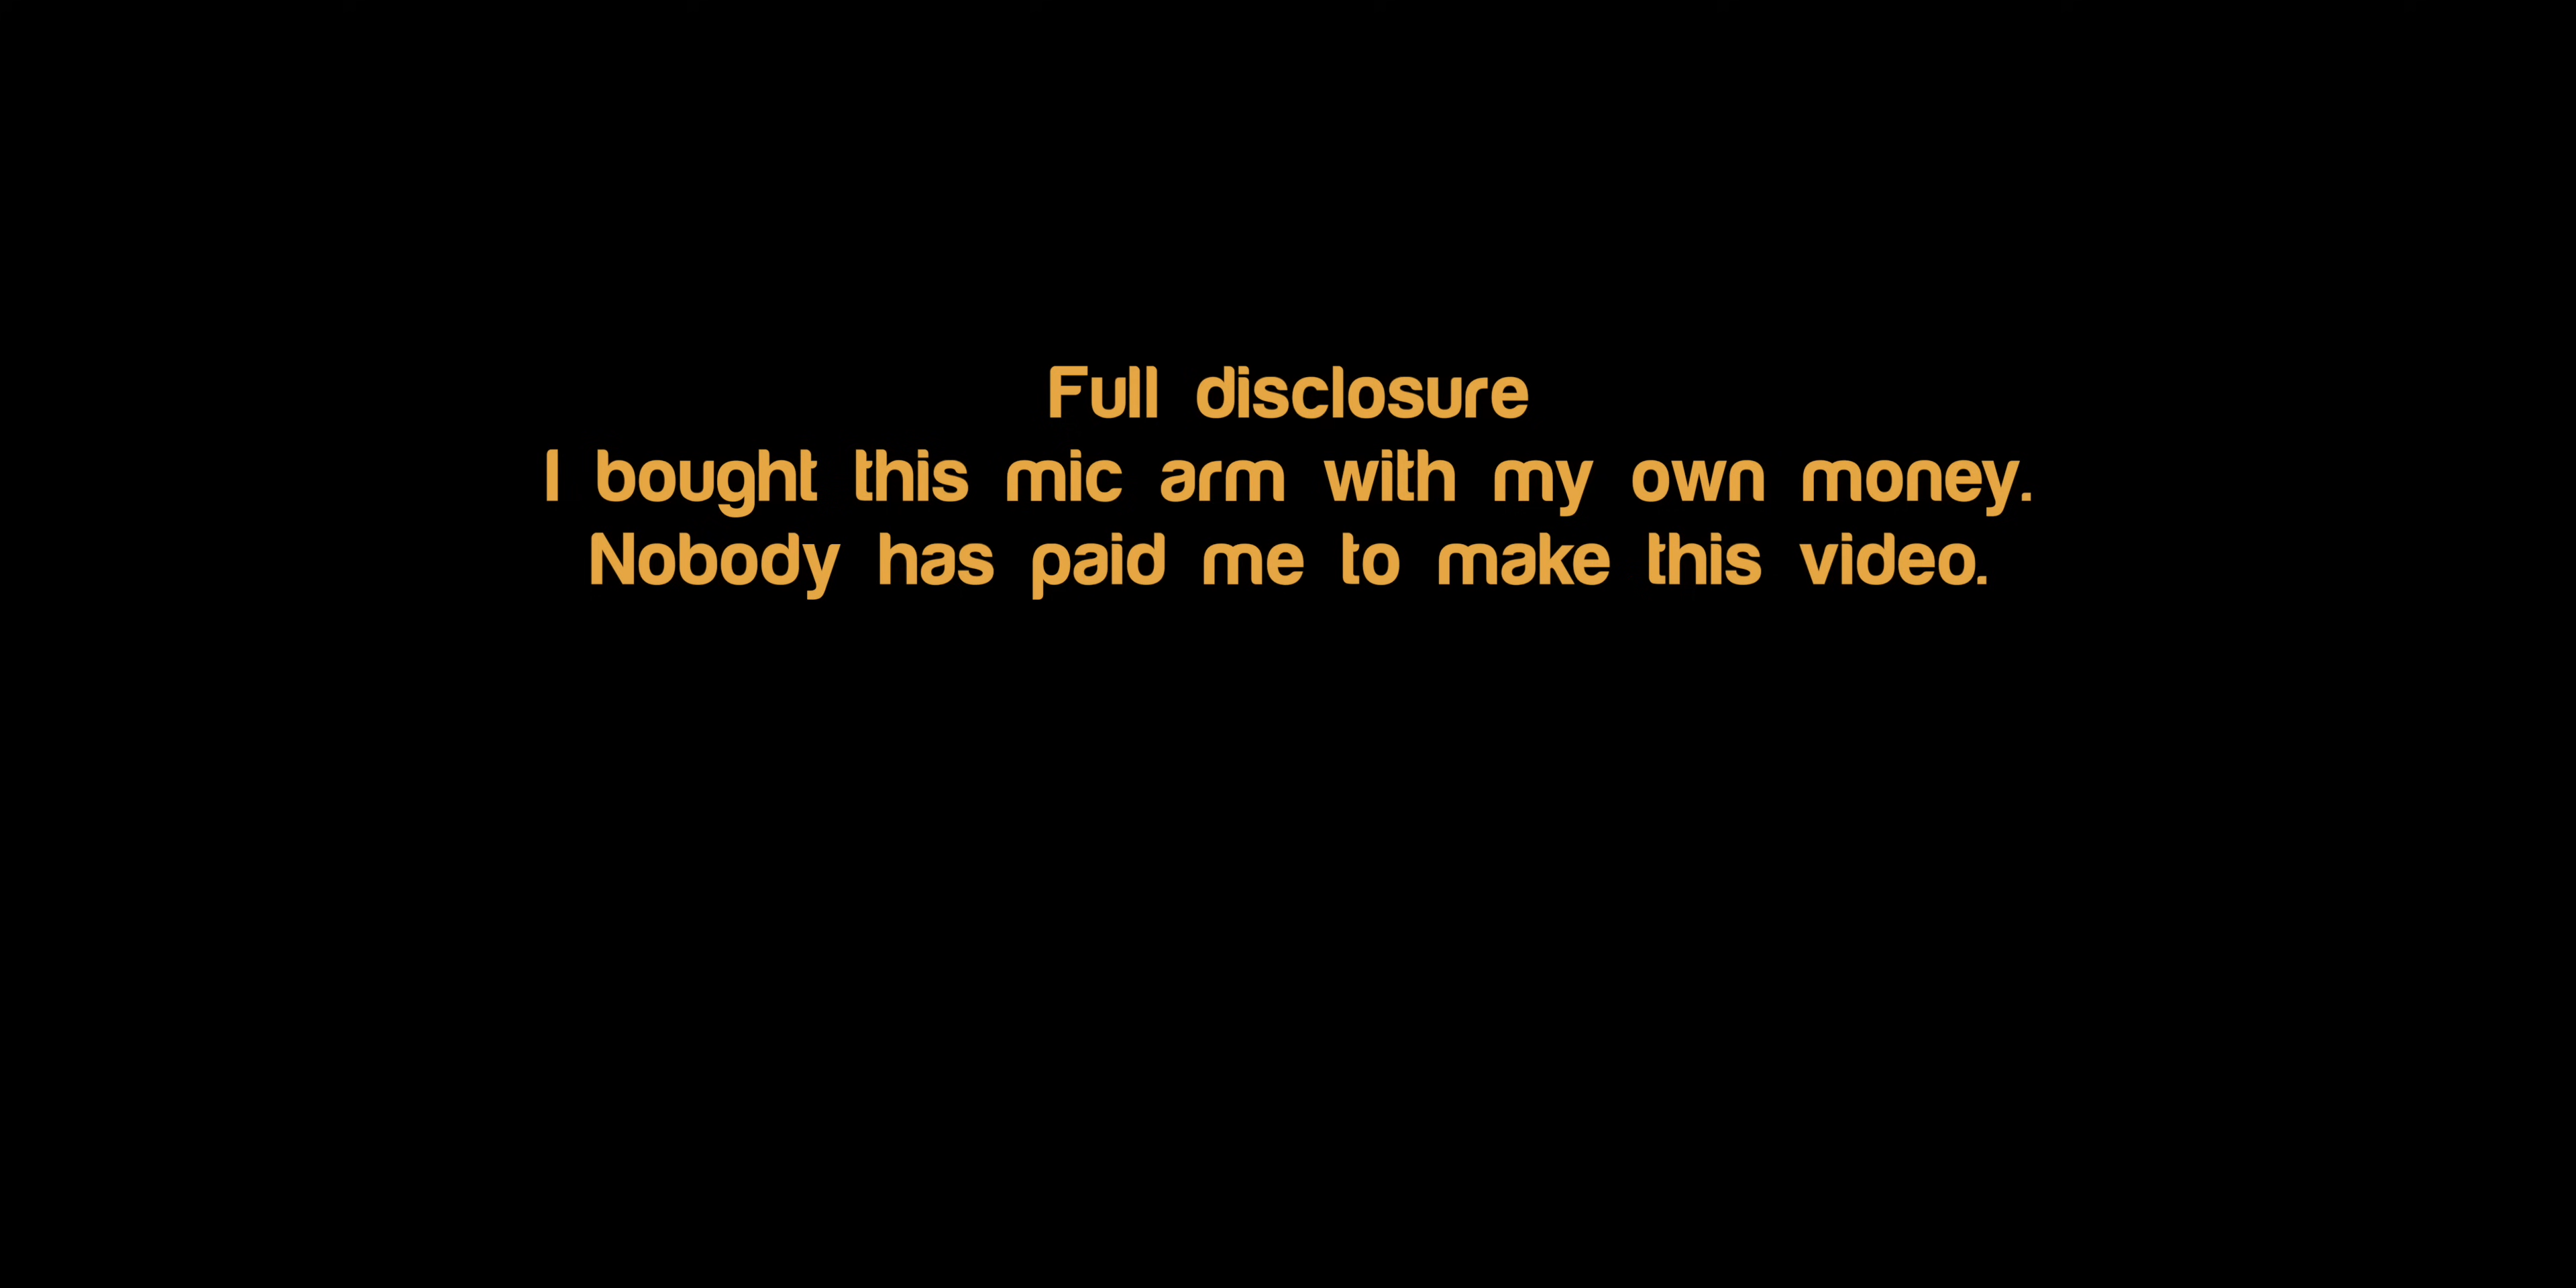 Full disclosure
I bought this mic arm with my own money.
Nobody has paid me to make this video.